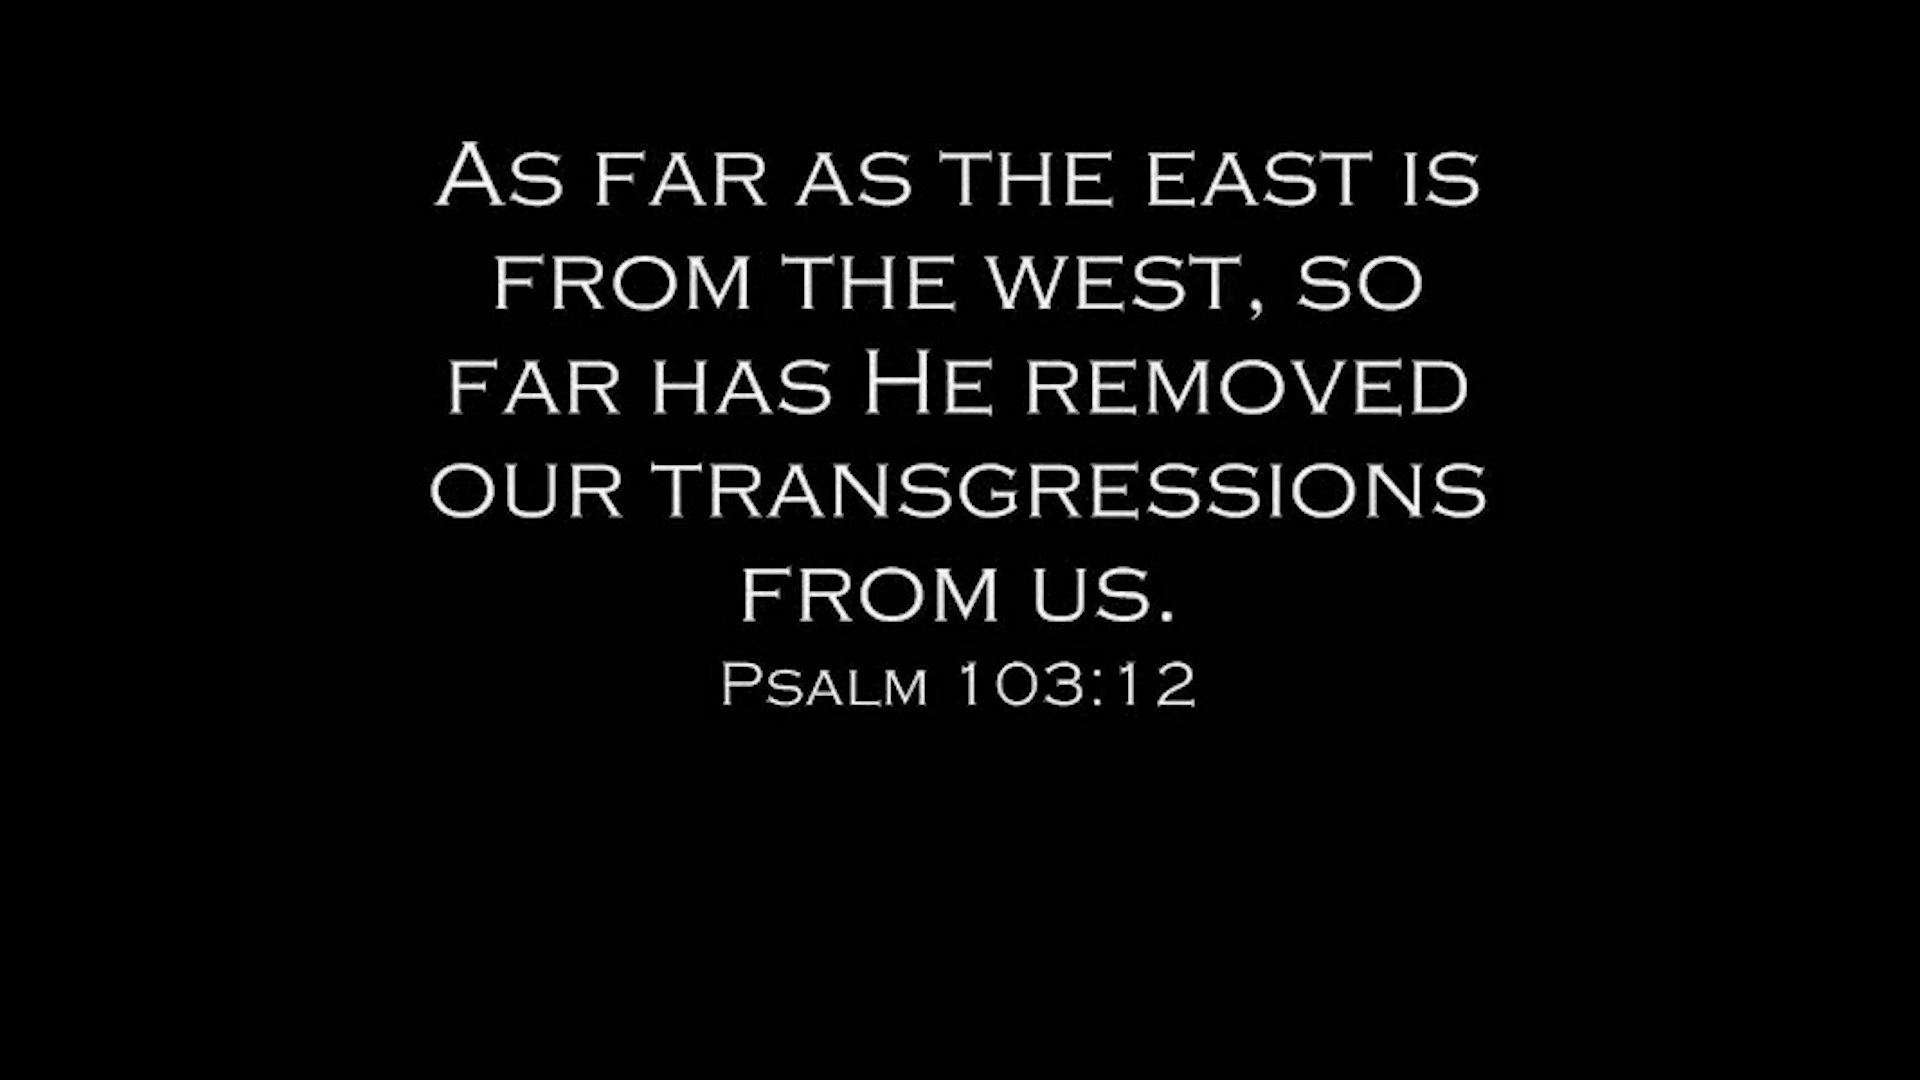 As far as the east is
from the west, so
far has He removed
our transgressions
from us.
Psalm 103:12